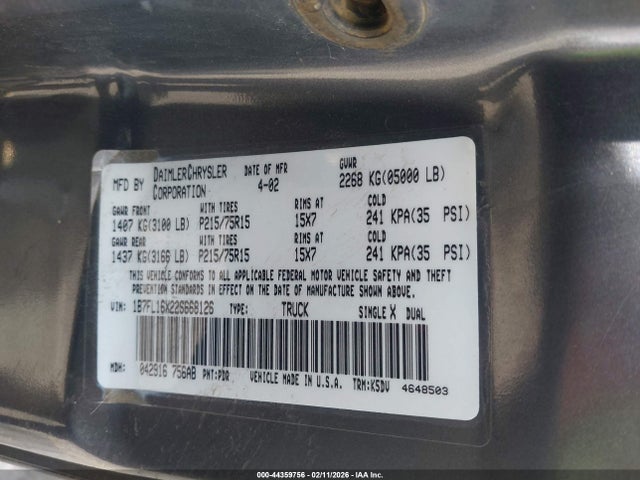 MFD BY DAIMLERCHRYSLER CORPORATION DATE OF MFR 4-02 GVWR 2268 KG(05000 LB)
GAWR FRONT WITH TIRES RIMS AT COLD
1407 KG(3100 LB) P215/75R15 15X7 241 KPA(35 PSI)
GAWR REAR WITH TIRES RIMS AT COLD
1437 KG(3166 LB) P215/75R15 15X7 241 KPA(35 PSI)
THIS VEHICLE CONFORMS TO ALL APPLICABLE FEDERAL MOTOR VEHICLE SAFETY AND THEFT
PREVENTION STANDARDS IN EFFECT ON THE DATE OF MANUFACTURE SHOWN ABOVE.
VIN: 1B7FL16X22S668126 TYPE: TRUCK SINGLE X DUAL
MDH: 042916 756AB PNT:PDR VEHICLE MADE IN U.S.A. TRM:K5DV 4648503
000-44359756 - 02/11/2026 - IAA Inc.